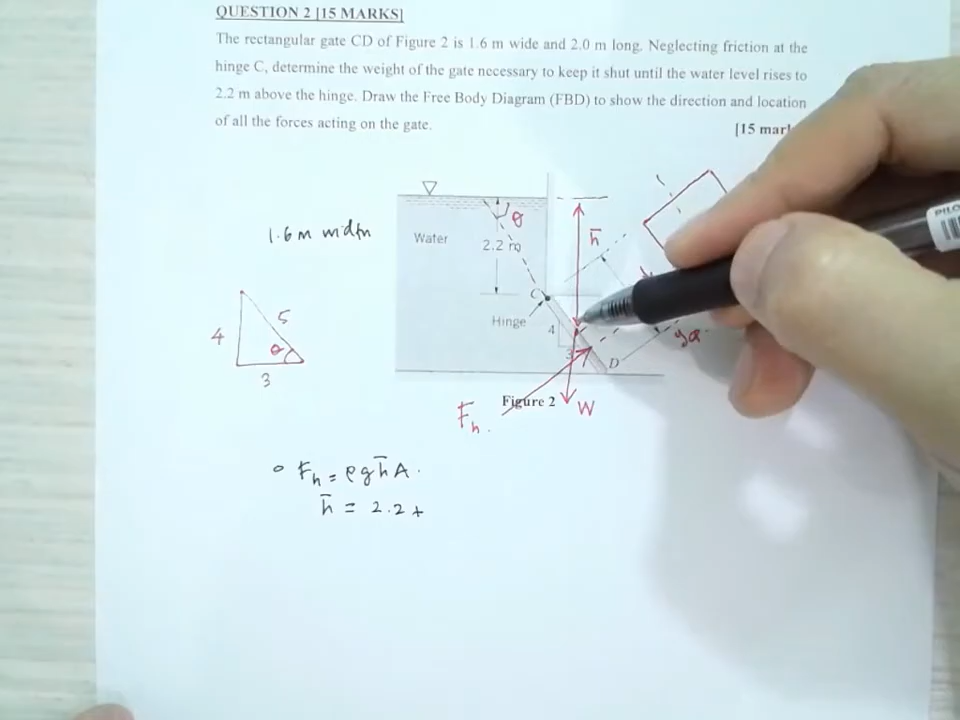 QUESTION 2 [15 MARKS]
The rectangular gate CD of Figure 2 is 1.6 m wide and 2.0 m long. Neglecting friction at the
hinge C, determine the weight of the gate necessary to keep it shut until the water level rises to
2.2 m above the hinge. Draw the Free Body Diagram (FBD) to show the direction and location
of all the forces acting on the gate.
[15 mar
1.6 m width
Water
2.2 m
θ
h̄
C
Hinge
4
3
D
4
5
θ
3
Fh.
Figure 2
W
PILO
Fh = ρgh̄A.
h̄ = 2.2 +